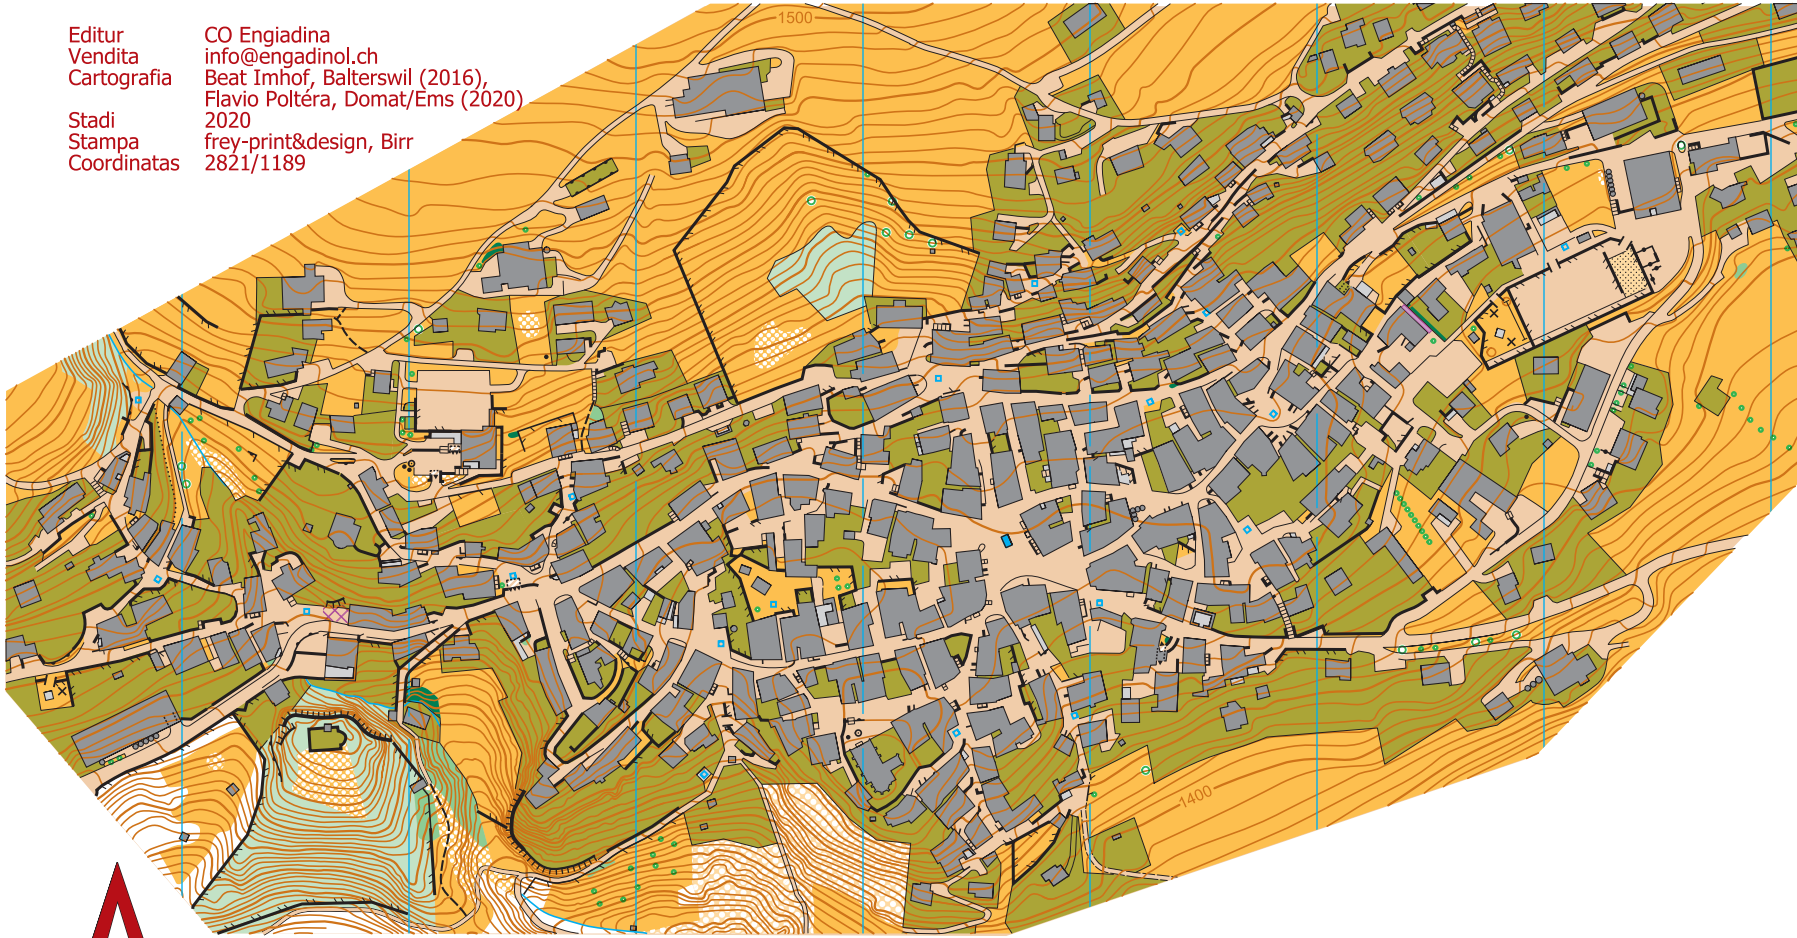 Editur CO Engiadina
Vendita info@engadinol.ch
Cartografia Beat Imhof, Balterswil (2016),
Flavio Poltéra, Domat/Ems (2020)
Stadi 2020
Stampa frey-print&design, Birr
Coordinatas 2821/1189
1500
1400